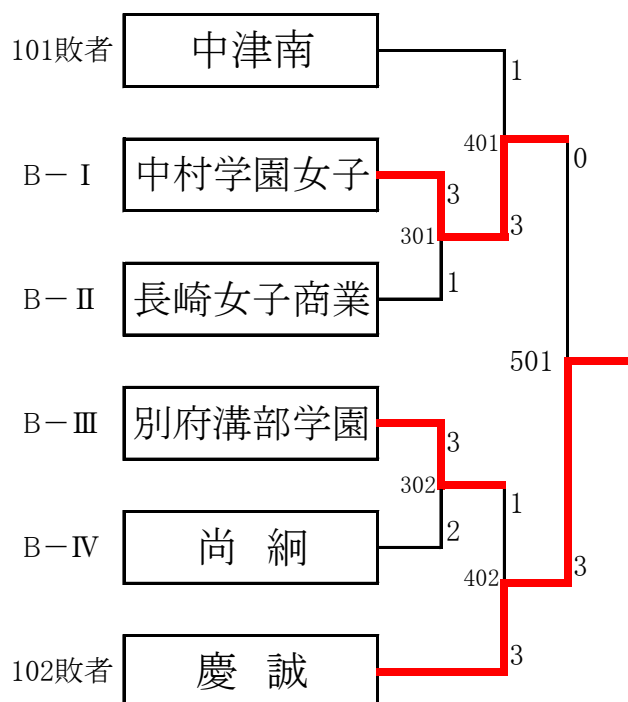 101敗者 中津南
1
401
0
B－Ⅰ 中村学園女子
3
301
3
B－Ⅱ 長崎女子商業
1
501
B－Ⅲ 別府溝部学園
3
302
1
B－Ⅳ 尚 絅
2
402
3
102敗者 慶 誠
3